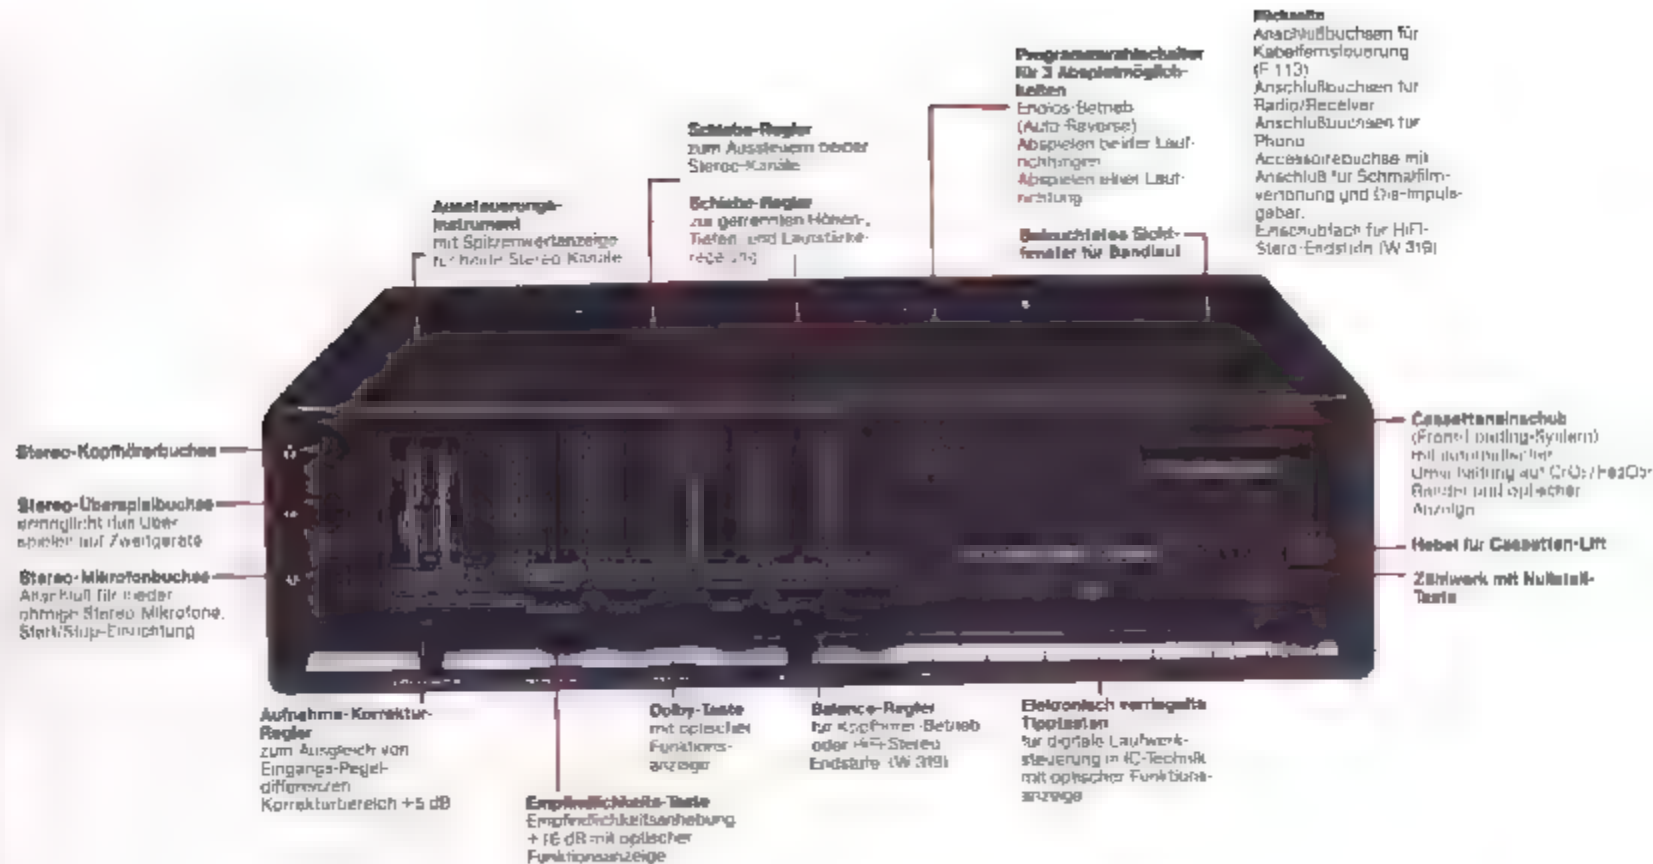 Rückseite
Anschlußbuchsen für
Kabelfernsteuerung
(F 113)
Anschlußbuchsen für
Radio/Receiver
Anschlußbuchsen für
Phono
Accessoirebuchse mit
Anschluß für Schmalfilm-
vertonung und Dia-Impuls-
geber.
Einschubfach für HiFi-
Stero-Endstufe (W 319)
Programmwahlschalter
für 3 Abspielmöglich-
keiten
Endlos-Betrieb
(Auto-Reverse)
Abspielen beider Lauf-
richtungen
Abspielen einer Lauf-
richtung
Beleuchtetes Sicht-
fenster für Bandlauf
Schiebe-Regler
zum Aussteuern beider
Stereo-Kanäle
Schiebe-Regler
zur getrennten Höhen-,
Tiefen- und Lautstärke-
regelung
Aussteuerungs-
instrument
mit Spitzenwertanzeige
für beide Stereo-Kanäle
Stereo-Kopfhörerbuchse
Stereo-Überspielbuchse
ermöglicht das Über-
spielen auf Zweitgeräte
Stereo-Mikrofonbuchse
Anschluß für nieder-
ohmige Stereo-Mikrofone.
Start/Stop-Einrichtung
Cassetteneinschub
(Front-Loading-System)
mit automatischer
Umschaltung auf CrO₂/Fe₂O₃-
Bänder und optischer
Anzeige
Hebel für Cassetten-Lift
Zählwerk mit Nullstell-
Taste
Aufnahme-Korrektur-
Regler
zum Ausgleich von
Eingangs-Pegel-
differenzen
Korrekturbereich +5 dB
Empfindlichkeits-Taste
Empfindlichkeitsanhebung
+ 16 dB mit optischer
Funktionsanzeige
Dolby-Taste
mit optischer
Funktions-
anzeige
Balance-Regler
für Kopfhörer-Betrieb
oder HiFi-Stereo
Endstufe (W 319)
Elektronisch verriegelte
Tipptasten
für digitale Laufwerk-
steuerung in IC-Technik
mit optischer Funktions-
anzeige